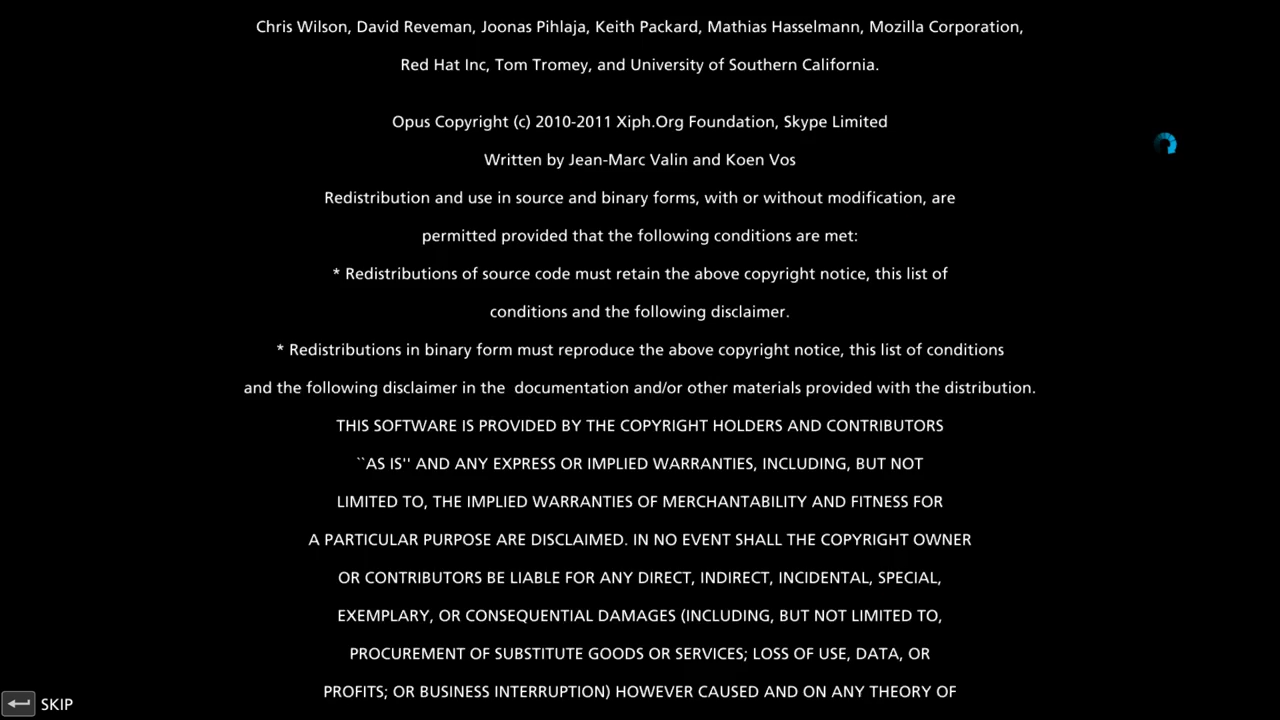 Chris Wilson, David Reveman, Joonas Pihlaja, Keith Packard, Mathias Hasselmann, Mozilla Corporation,
Red Hat Inc, Tom Tromey, and University of Southern California.
Opus Copyright (c) 2010-2011 Xiph.Org Foundation, Skype Limited
Written by Jean-Marc Valin and Koen Vos
Redistribution and use in source and binary forms, with or without modification, are
permitted provided that the following conditions are met:
* Redistributions of source code must retain the above copyright notice, this list of
conditions and the following disclaimer.
* Redistributions in binary form must reproduce the above copyright notice, this list of conditions
and the following disclaimer in the  documentation and/or other materials provided with the distribution.
THIS SOFTWARE IS PROVIDED BY THE COPYRIGHT HOLDERS AND CONTRIBUTORS
``AS IS'' AND ANY EXPRESS OR IMPLIED WARRANTIES, INCLUDING, BUT NOT
LIMITED TO, THE IMPLIED WARRANTIES OF MERCHANTABILITY AND FITNESS FOR
A PARTICULAR PURPOSE ARE DISCLAIMED. IN NO EVENT SHALL THE COPYRIGHT OWNER
OR CONTRIBUTORS BE LIABLE FOR ANY DIRECT, INDIRECT, INCIDENTAL, SPECIAL,
EXEMPLARY, OR CONSEQUENTIAL DAMAGES (INCLUDING, BUT NOT LIMITED TO,
PROCUREMENT OF SUBSTITUTE GOODS OR SERVICES; LOSS OF USE, DATA, OR
PROFITS; OR BUSINESS INTERRUPTION) HOWEVER CAUSED AND ON ANY THEORY OF
SKIP